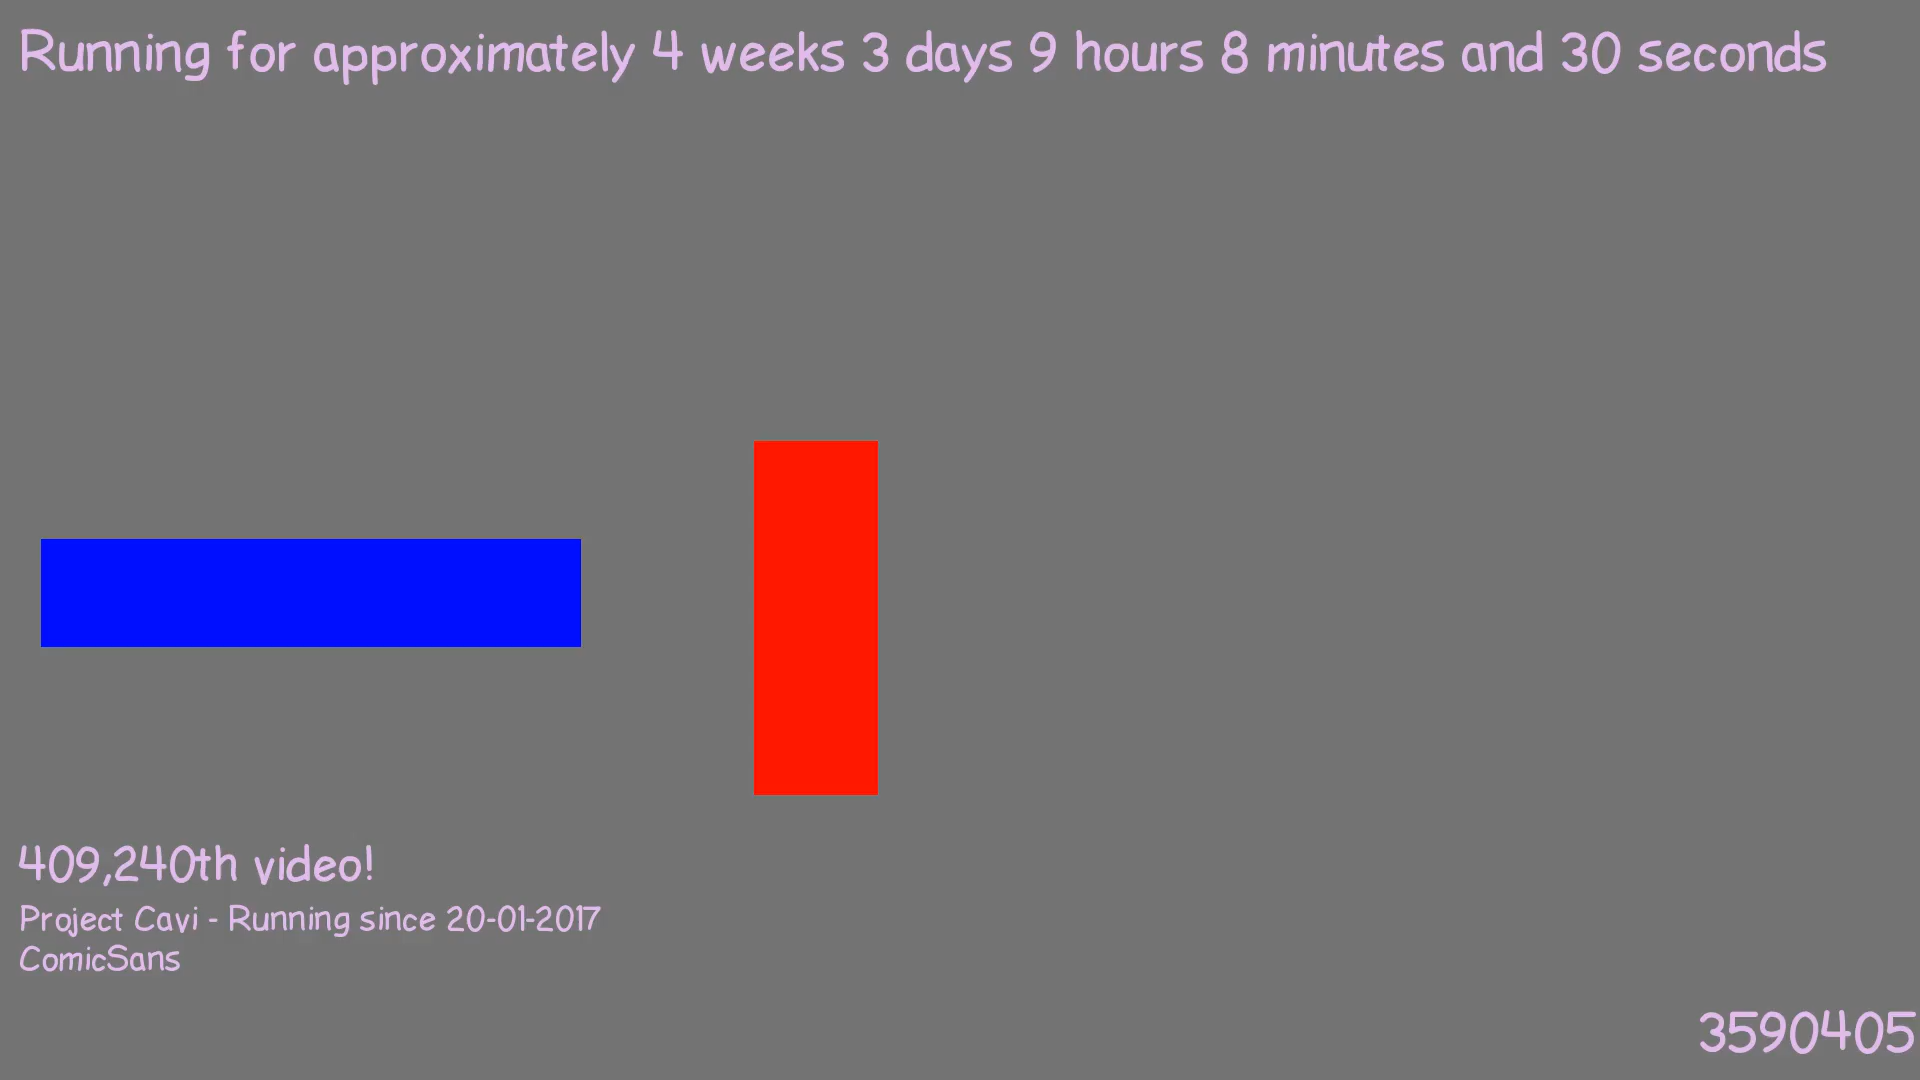 Running for approximately 4 weeks 3 days 9 hours 8 minutes and 30 seconds
409,240th video!
Project Cavi - Running since 20-01-2017
ComicSans
3590405